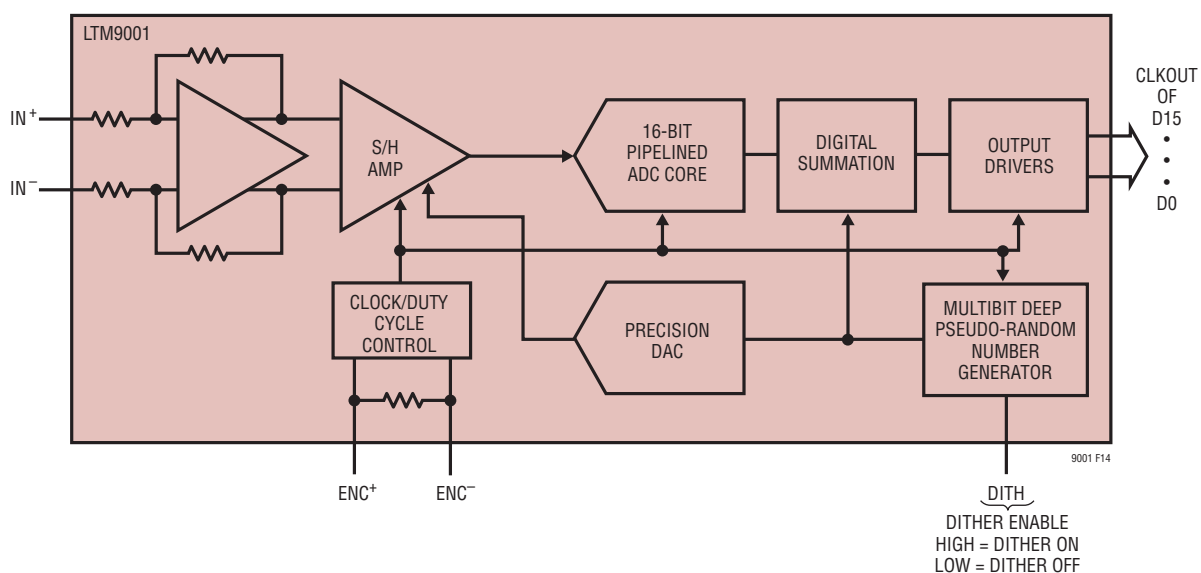 LTM9001
IN+
IN–
S/H
AMP
16-BIT
PIPELINED
ADC CORE
DIGITAL
SUMMATION
OUTPUT
DRIVERS
CLKOUT
OF
D15
•
•
•
D0
CLOCK/DUTY
CYCLE
CONTROL
PRECISION
DAC
MULTIBIT DEEP
PSEUDO-RANDOM
NUMBER
GENERATOR
9001 F14
ENC+
ENC–
DITH
DITHER ENABLE
HIGH = DITHER ON
LOW = DITHER OFF